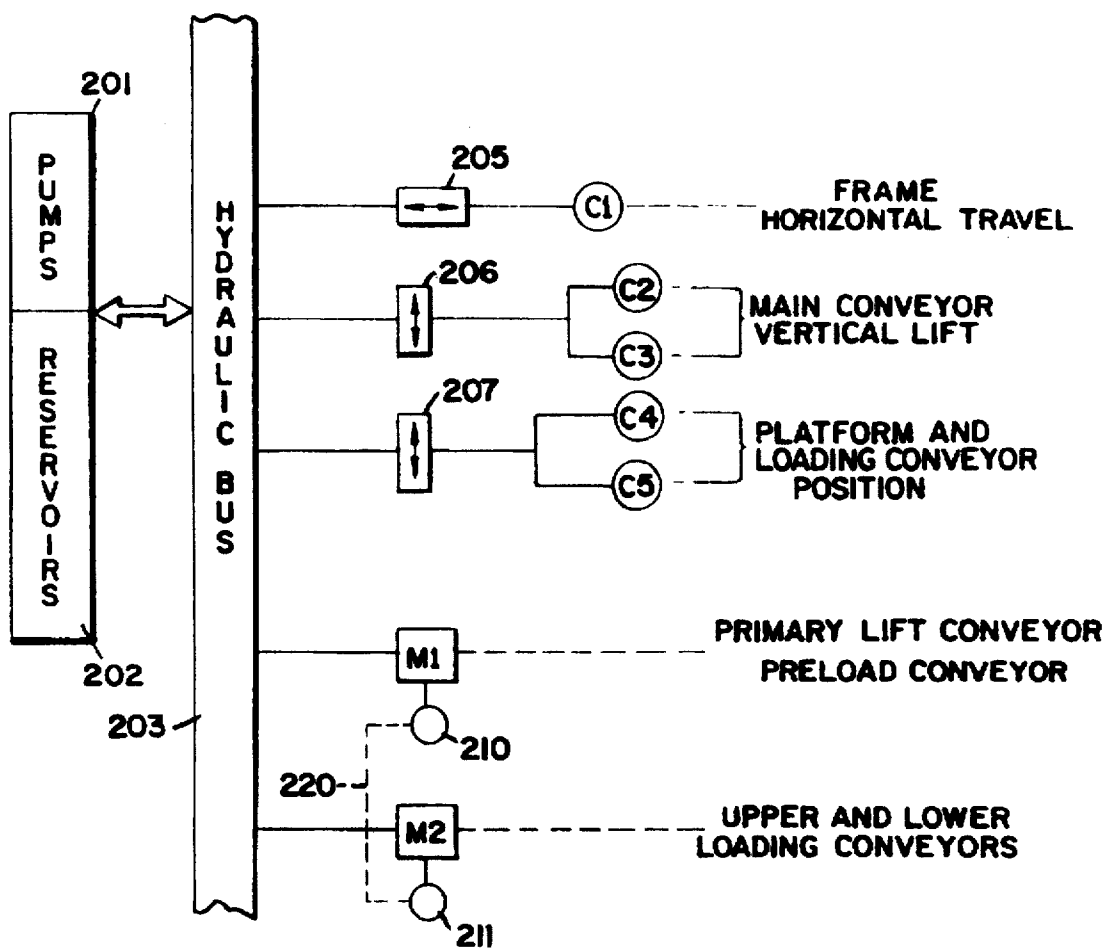 201
PUMPS
RESERVOIRS
202
HYDRAULIC BUS
203
205
C1
FRAME
HORIZONTAL TRAVEL
206
C2
C3
MAIN CONVEYOR
VERTICAL LIFT
207
C4
C5
PLATFORM AND
LOADING CONVEYOR
POSITION
M1
PRIMARY LIFT CONVEYOR
PRELOAD CONVEYOR
210
220
M2
UPPER AND LOWER
LOADING CONVEYORS
211